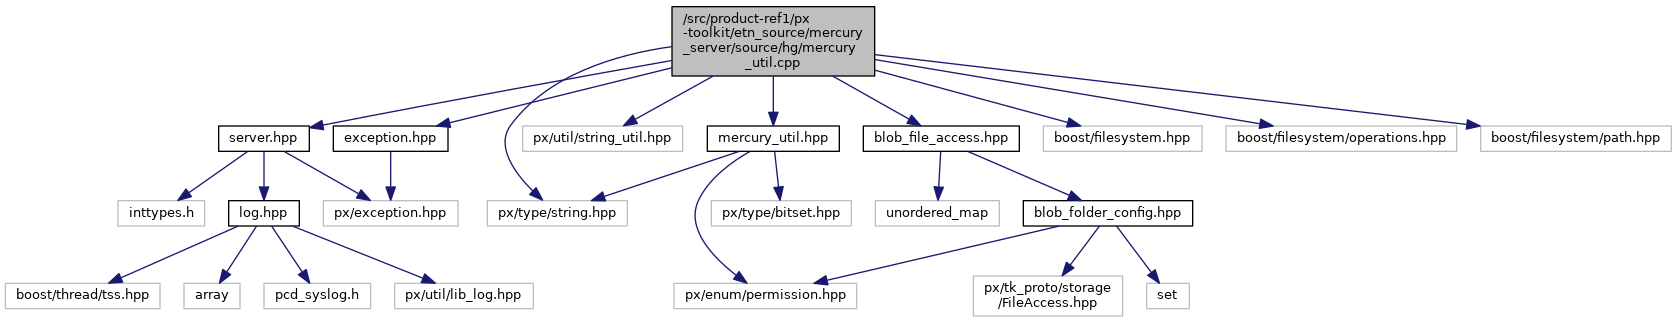 /src/product-ref1/px
-toolkit/etn_source/mercury
_server/source/hg/mercury
_util.cpp
server.hpp
exception.hpp
px/util/string_util.hpp
mercury_util.hpp
blob_file_access.hpp
boost/filesystem.hpp
boost/filesystem/operations.hpp
boost/filesystem/path.hpp
inttypes.h
log.hpp
px/exception.hpp
px/type/string.hpp
px/type/bitset.hpp
unordered_map
blob_folder_config.hpp
boost/thread/tss.hpp
array
pcd_syslog.h
px/util/lib_log.hpp
px/enum/permission.hpp
px/tk_proto/storage
/FileAccess.hpp
set